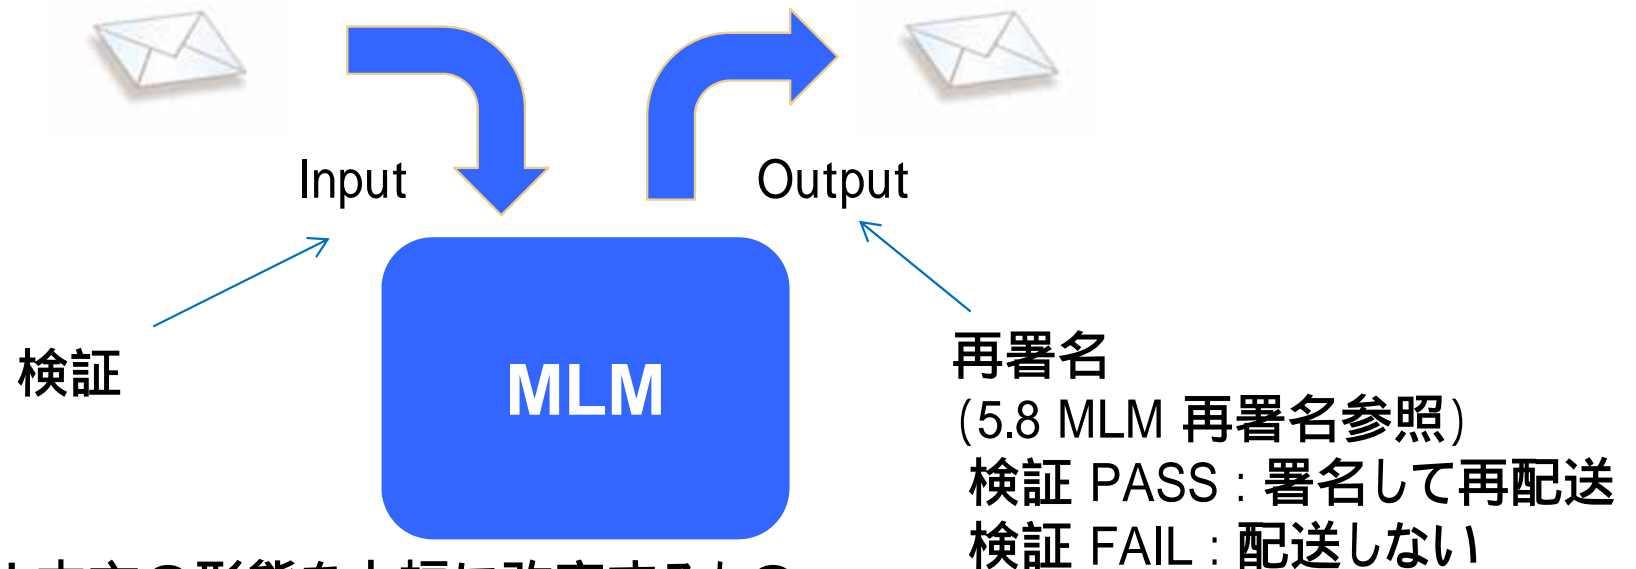 Input
Output
検証
MLM
再署名
(5.8 MLM 再署名参照)
検証 PASS : 署名して再配送
検証 FAIL : 配送しない